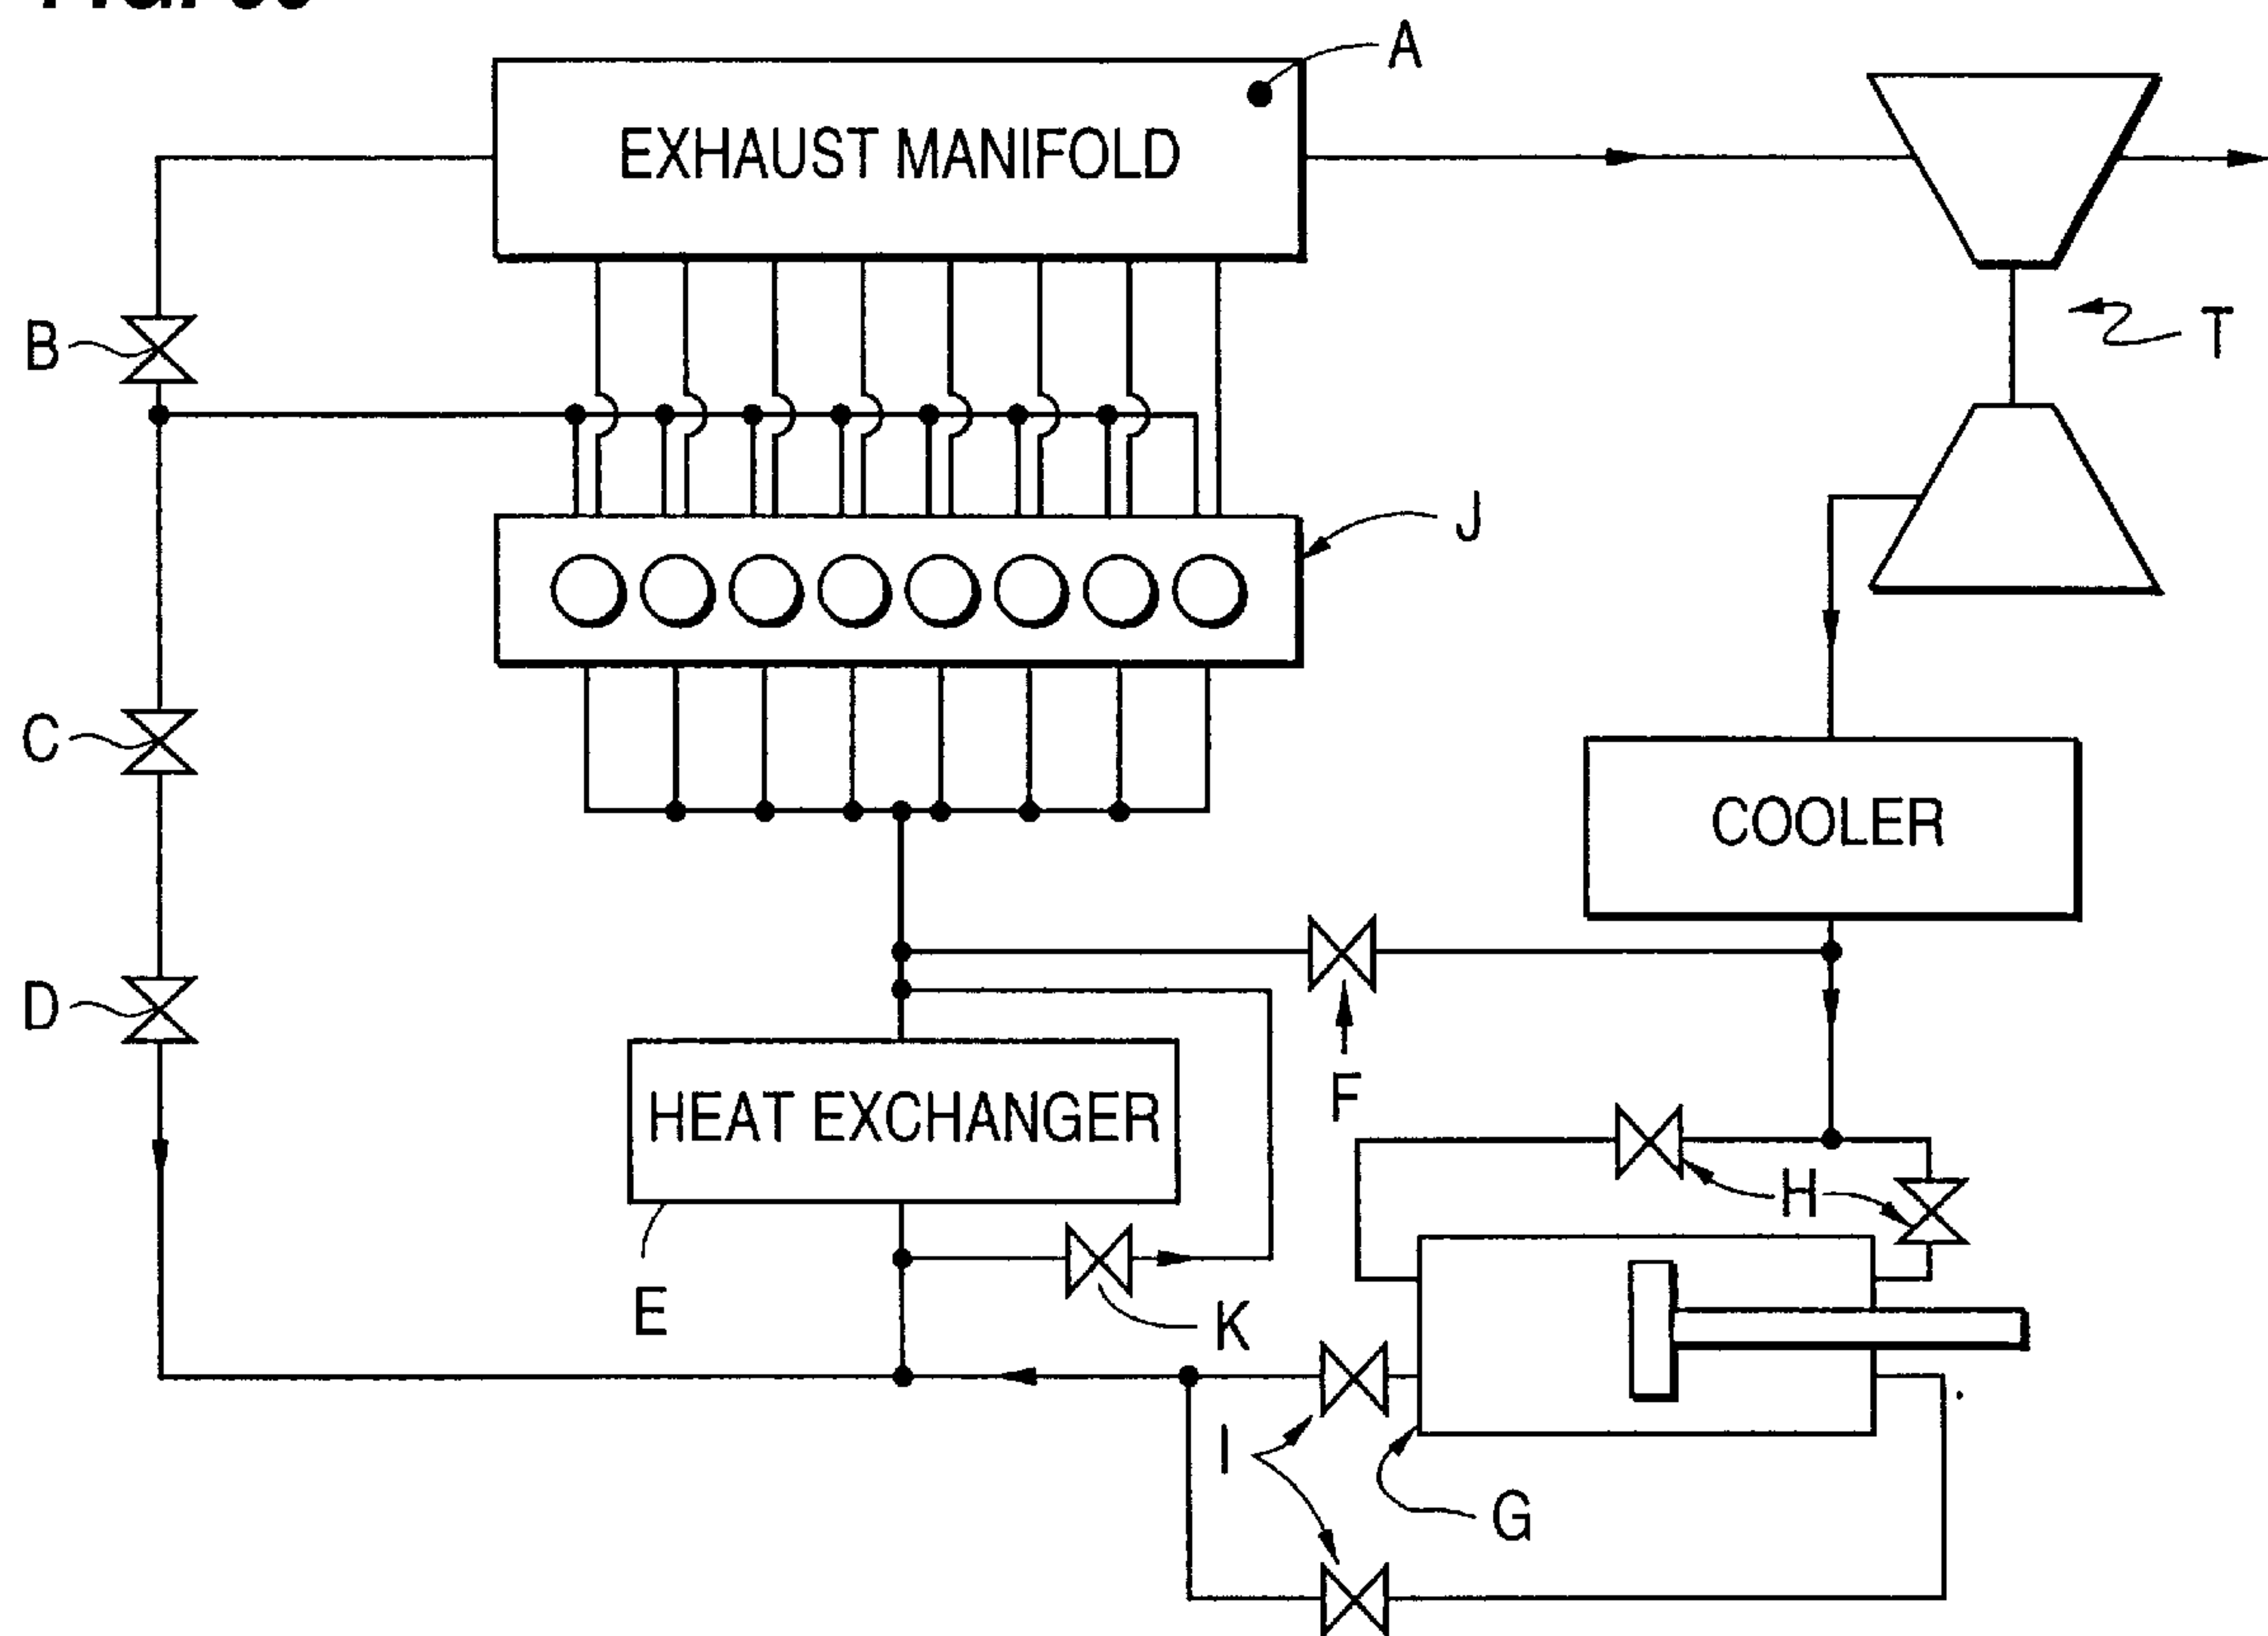 A
EXHAUST MANIFOLD
B
T
J
C
COOLER
D
F
HEAT EXCHANGER
H
E
K
I
G